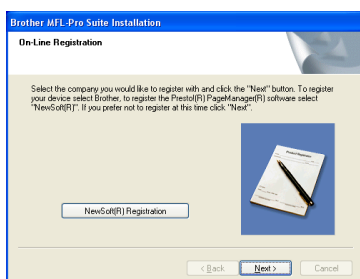 Brother MFL-Pro Suite Installation
On-Line Registration
Select the company you would like to register with and click the "Next" button. To register
your device select Brother, to register the Presto!(R) PageManager(R) software select
"NewSoft(R)". If you prefer not to register at this time click "Next".
Product Registration
NewSoft(R) Registration
< Back
Next >
Cancel